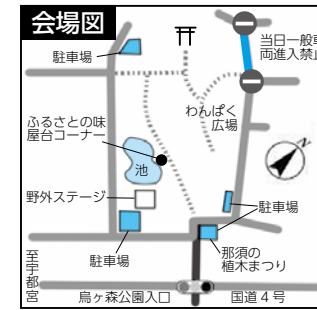 会場図
駐車場
当日一般車
両進入禁止
わんぱく
広場
ふるさとの味
屋台コーナー
池
野外ステージ
駐車場
駐車場
那須の
植木まつり
至宇都宮
烏ヶ森公園入口
国道4号